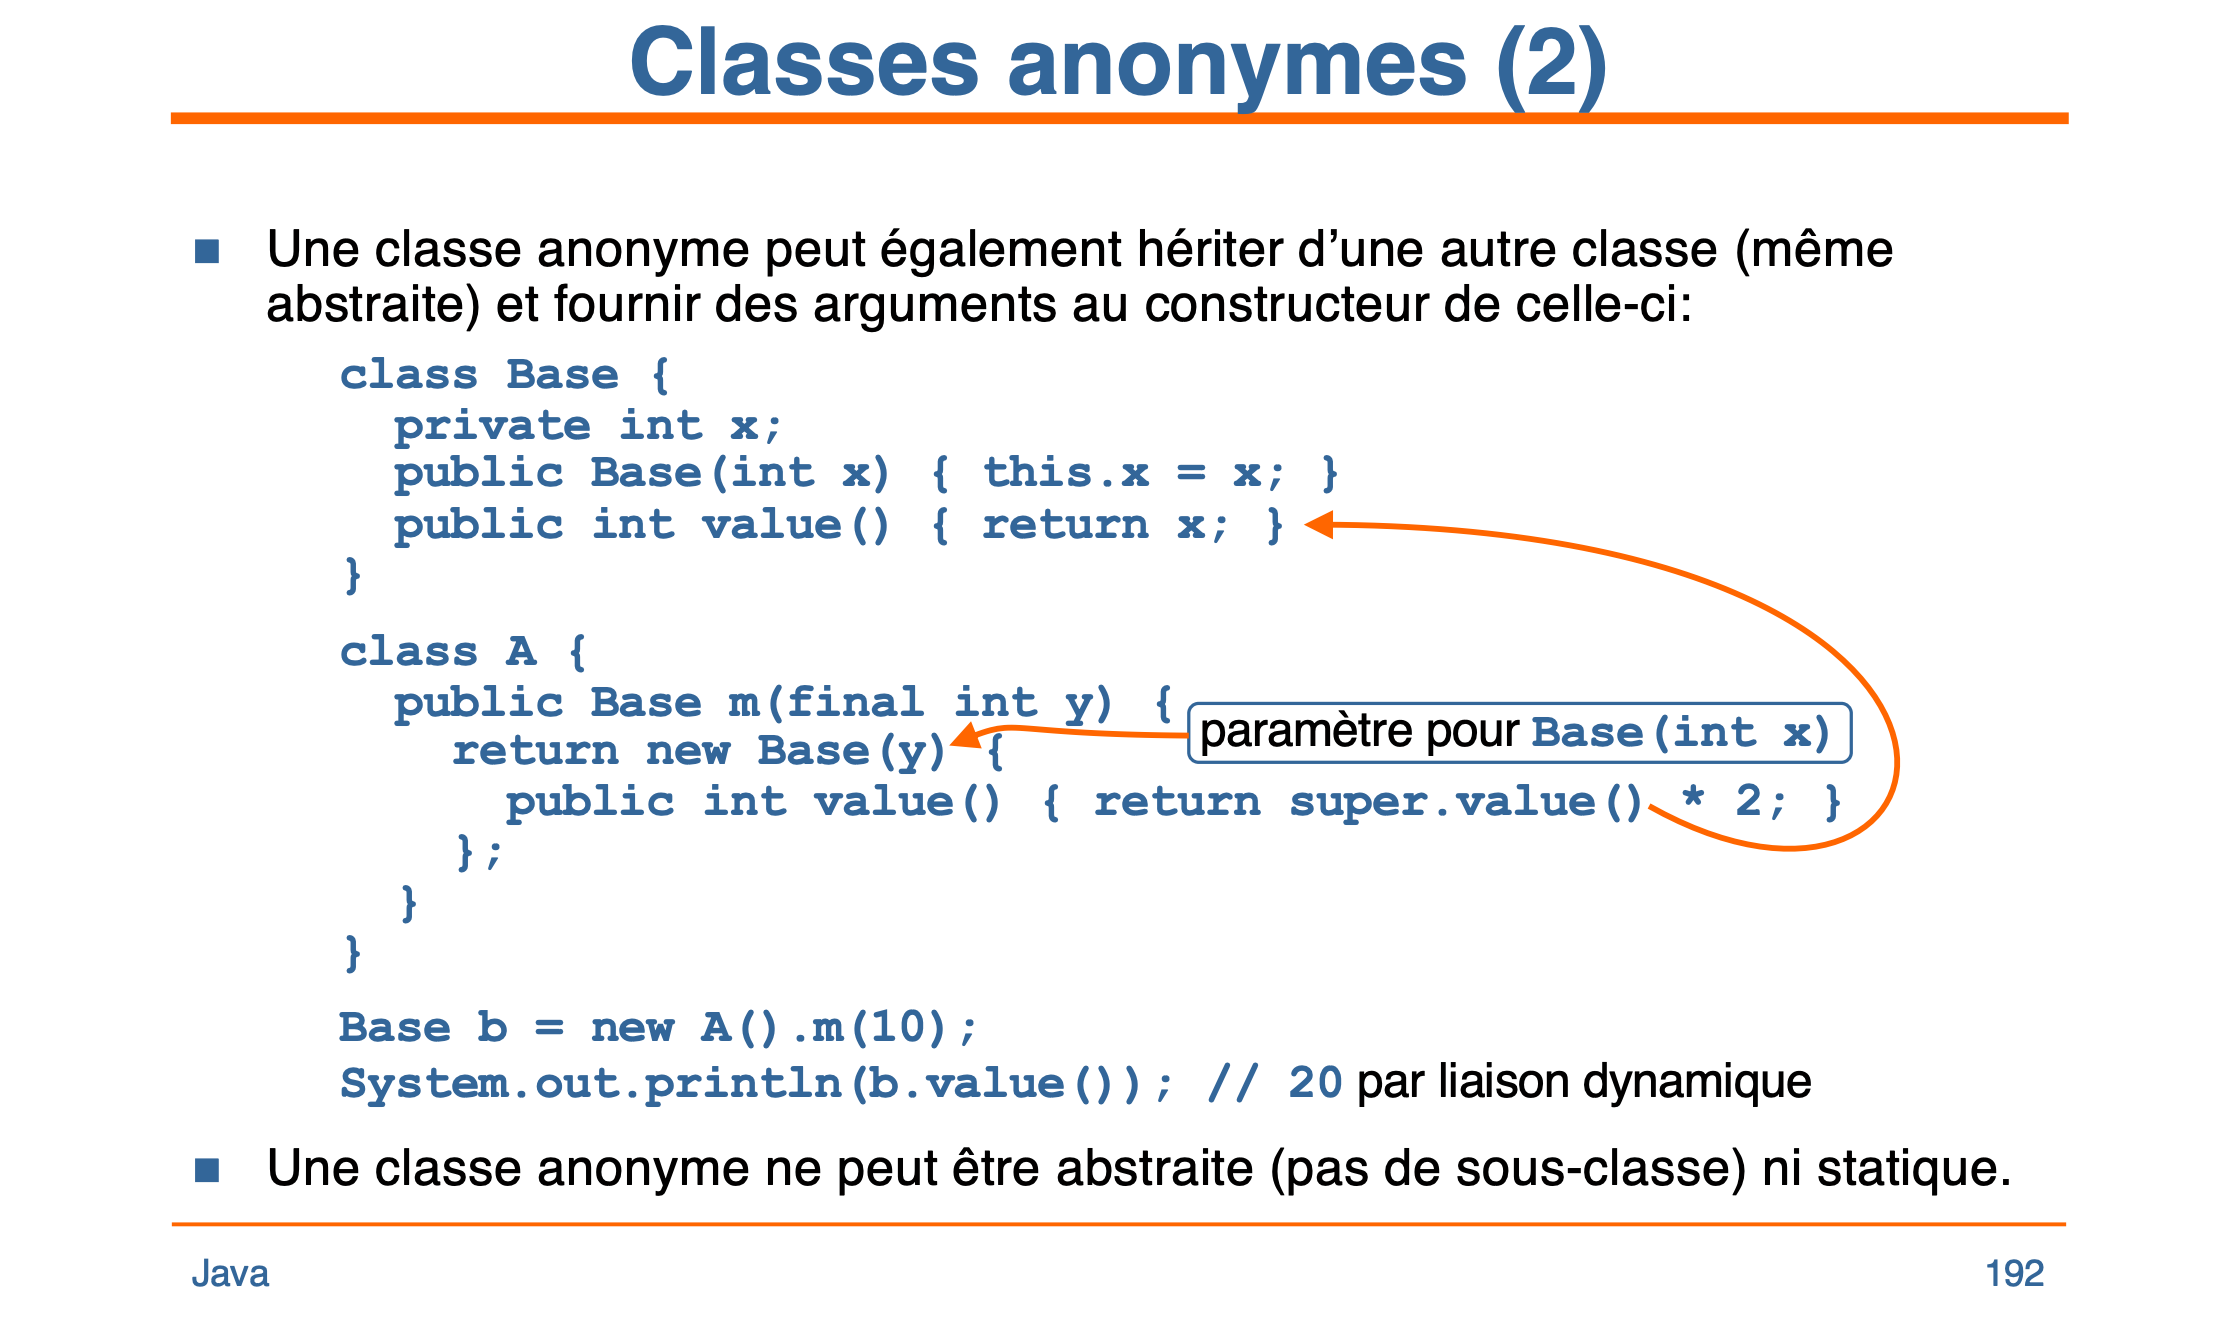 Classes anonymes (2)
Une classe anonyme peut également hériter d’une autre classe (même
abstraite) et fournir des arguments au constructeur de celle-ci:
class Base {
private int x;
public Base(int x) { this.x = x; }
public int value() { return x; }
}
class A {
public Base m(final int y) {
paramètre pour Base(int x)
return new Base(y) {
public int value() { return super.value() * 2; }
};
}
}
Base b = new A().m(10);
System.out.println(b.value()); // 20 par liaison dynamique
Une classe anonyme ne peut être abstraite (pas de sous-classe) ni statique.
Java
192